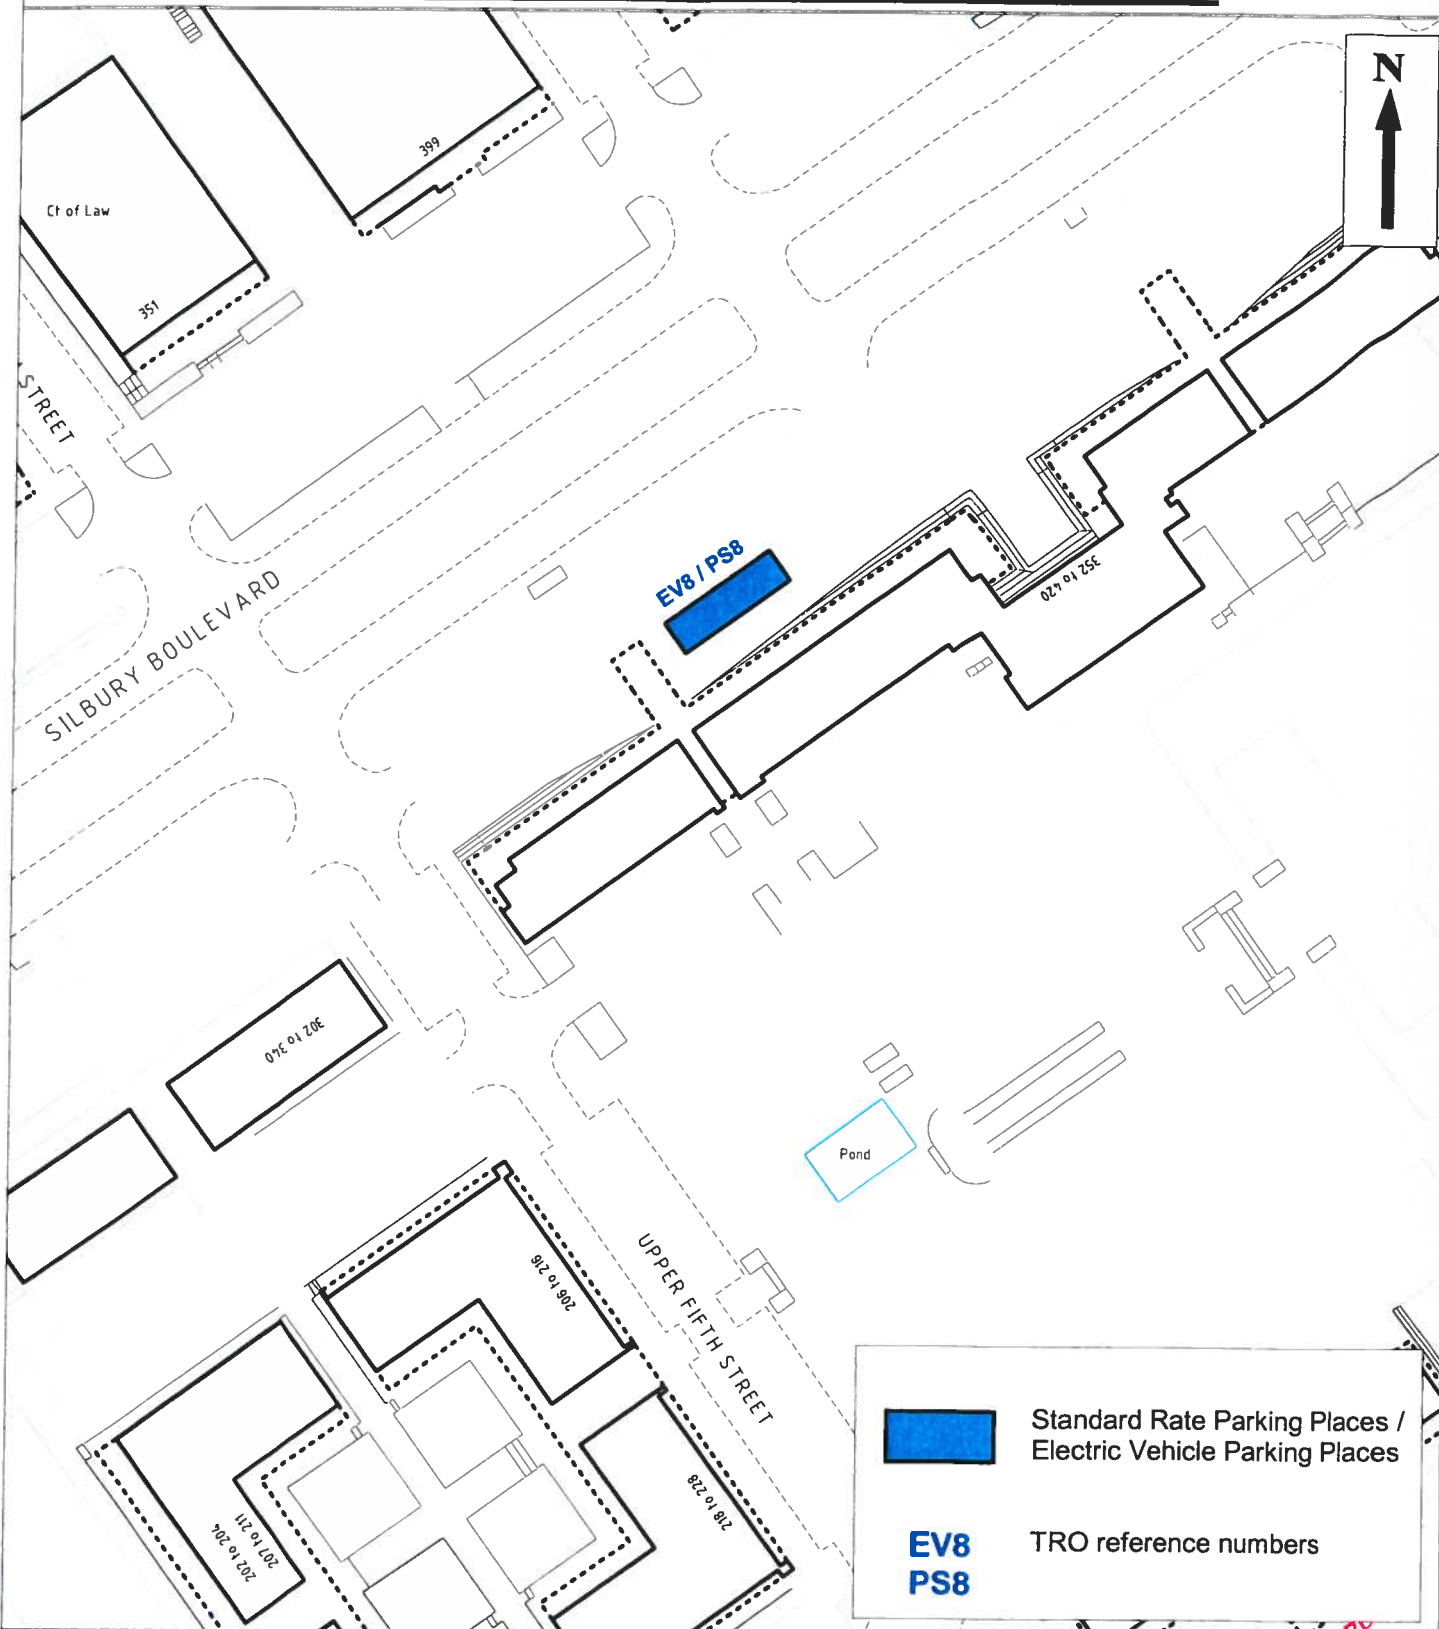 N
399
Ct of Law
351
STREET
EV8 / PS8
352 to 420
SILBURY BOULEVARD
302 to 340
Pond
206 to 216
UPPER FIFTH STREET
218 to 228
207 to 211
202 to 204
Standard Rate Parking Places /
Electric Vehicle Parking Places
EV8
PS8
TRO reference numbers